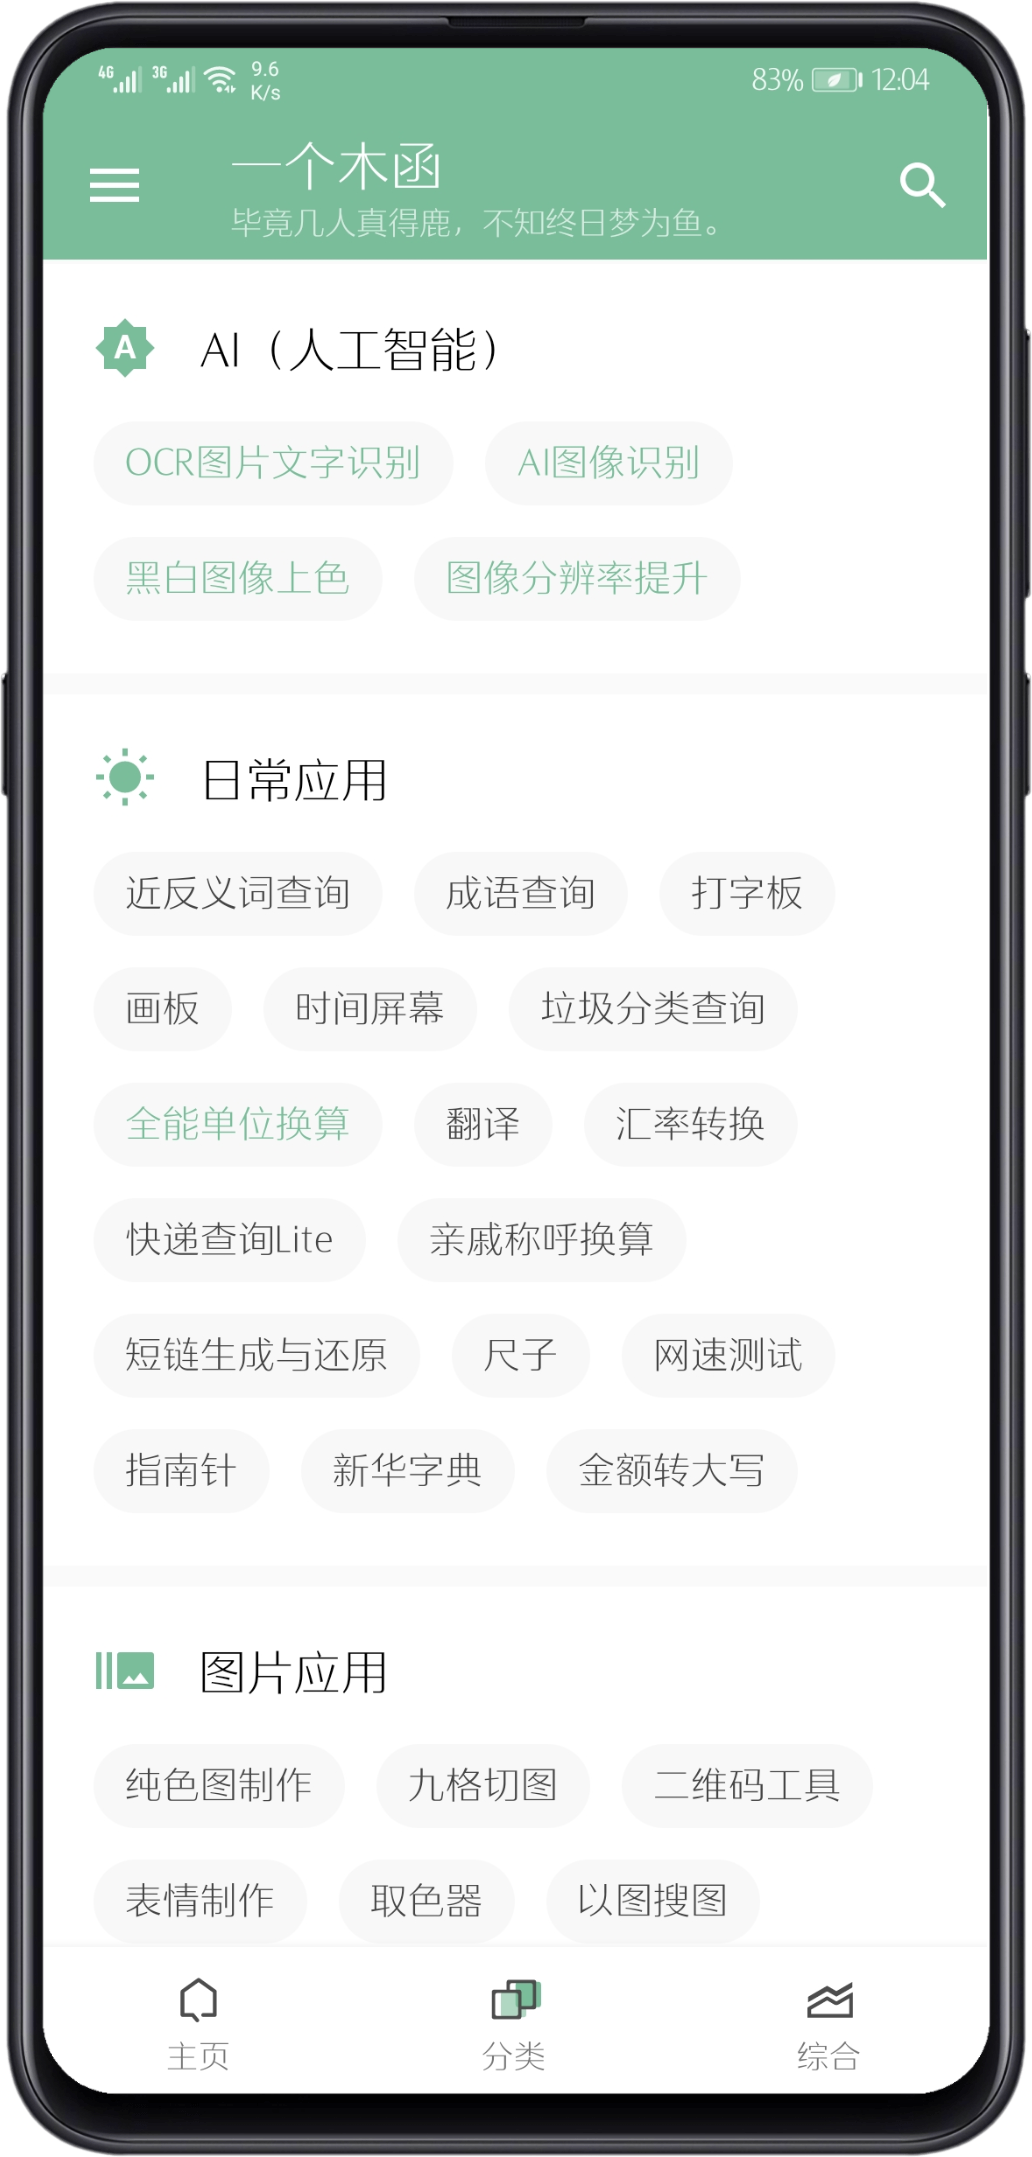 4G 3G 9.6 K/s 83% 12:04
一个木函
毕竟几人真得鹿，不知终日梦为鱼。
A AI（人工智能）
OCR图片文字识别 AI图像识别
黑白图像上色 图像分辨率提升
日常应用
近反义词查询 成语查询 打字板
画板 时间屏幕 垃圾分类查询
全能单位换算 翻译 汇率转换
快递查询Lite 亲戚称呼换算
短链生成与还原 尺子 网速测试
指南针 新华字典 金额转大写
图片应用
纯色图制作 九格切图 二维码工具
表情制作 取色器 以图搜图
主页 分类 综合